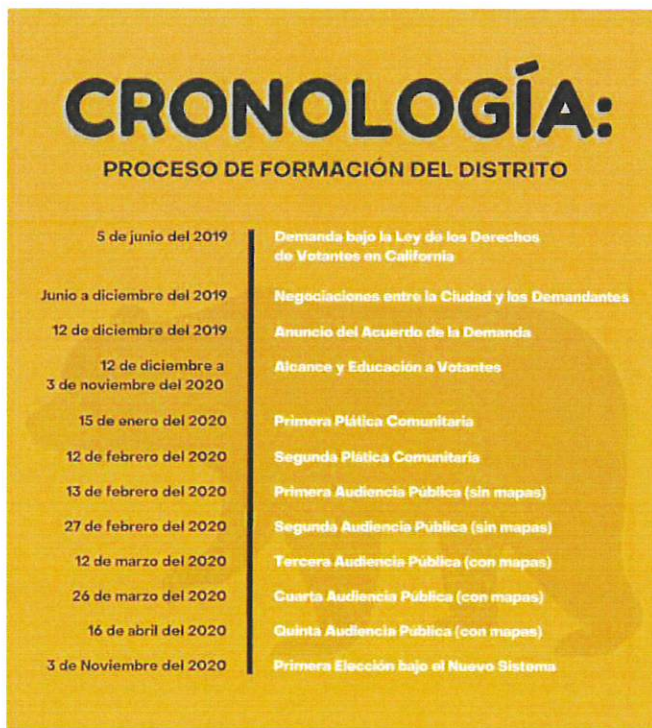 CRONOLOGÍA:
PROCESO DE FORMACIÓN DEL DISTRITO
5 de junio del 2019
Demanda bajo la Ley de los Derechos
de Votantes en California
Junio a diciembre del 2019
Negociaciones entre la Ciudad y los Demandantes
12 de diciembre del 2019
Anuncio del Acuerdo de la Demanda
12 de diciembre a
3 de noviembre del 2020
Alcance y Educación a Votantes
15 de enero del 2020
Primera Plática Comunitaria
12 de febrero del 2020
Segunda Plática Comunitaria
13 de febrero del 2020
Primera Audiencia Pública (sin mapas)
27 de febrero del 2020
Segunda Audiencia Pública (sin mapas)
12 de marzo del 2020
Tercera Audiencia Pública (con mapas)
26 de marzo del 2020
Cuarta Audiencia Pública (con mapas)
16 de abril del 2020
Quinta Audiencia Pública (con mapas)
3 de Noviembre del 2020
Primera Elección bajo el Nuevo Sistema